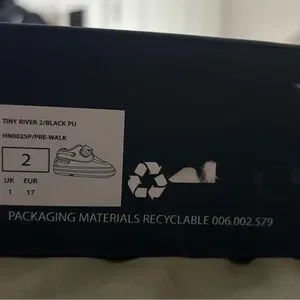 TINY RIVER 2/BLACK PU
HN0025P/PRE-WALK
2
UK EUR
1 17
PACKAGING MATERIALS RECYCLABLE 006.002.579